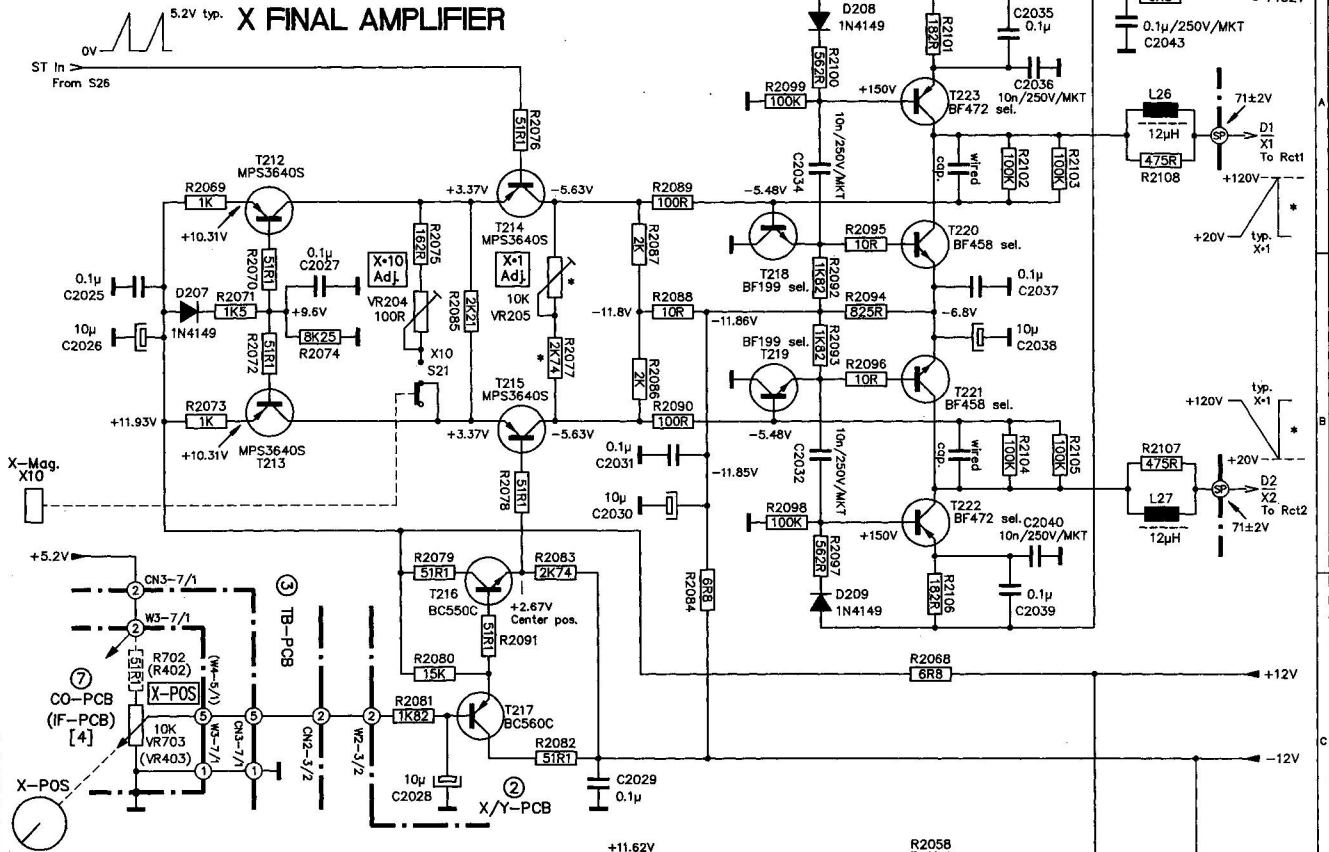 5.2V typ.
X FINAL AMPLIFIER
0V
ST In
From S26
D208
1N4149
R2101
182R
C2035
0.1µ
0.1µ/250V/MKT
C2043
R2100
562R
R2099
100K
+150V
T223
BF472 sel.
C2036
10n/250V/MKT
L26
12µH
475R
R2108
71±2V
SP
D1
X1
To Rct1
A
R2076
51R1
T212
MPS3640S
R2069
1K
+10.31V
+3.37V
-5.63V
T214
MPS3640S
R2089
100R
-5.48V
C2034
10n/250V/MKT
wired
cap.
R2102
100K
R2103
100K
+120V
+20V
typ.
X•1
*
R2070
51R1
0.1µ
C2027
R2075
162R
X•10
Adj.
VR204
100R
R2085
2K21
X•1
Adj.
10K
VR205
*
R2087
2K
T218
BF199 sel.
R2095
10R
T220
BF458 sel.
R2092
1K82
0.1µ
C2037
0.1µ
C2025
D207
1N4149
R2071
1K5
+9.6V
8K25
R2074
10µ
C2026
R2072
51R1
X10
S21
-11.8V
R2088
10R
-11.86V
R2094
825R
-6.8V
10µ
C2038
R2077
2K74
*
R2086
2K
BF199 sel.
T219
R2093
1K82
R2096
10R
T221
BF458 sel.
+11.93V
R2073
1K
+10.31V
MPS3640S
T213
T215
MPS3640S
+3.37V
-5.63V
R2090
100R
-5.48V
0.1µ
C2031
-11.85V
10µ
C2030
C2032
10n/250V/MKT
wired
cap.
R2104
100K
R2105
100K
typ.
X•1
+120V
+20V
*
B
R2107
475R
L27
12µH
SP
D2
X2
To Rct2
71±2V
X-Mag.
X10
R2078
51R1
R2098
100K
+150V
T222
BF472 sel.
C2040
10n/250V/MKT
R2097
562R
D209
1N4149
R2106
182R
0.1µ
C2039
+5.2V
CN3-7/1
2
W3-7/1
2
3
TB-PCB
R2079
51R1
T216
BC550C
R2083
2K74
+2.67V
Center pos.
R2084
6R8
51R1
R2091
51R1
R702
(R402)
X-POS
(W4-5/1)
7
CO-PCB
(IF-PCB)
[4]
10K
VR703
(VR403)
5
5
2
2
W3-7/1
CN3-7/1
CN2-3/2
W2-3/2
1
1
R2080
15K
R2081
1K82
T217
BC560C
R2068
6R8
+12V
C
R2082
51R1
-12V
X-POS
10µ
C2028
2
X/Y-PCB
C2029
0.1µ
+11.62V
R2058